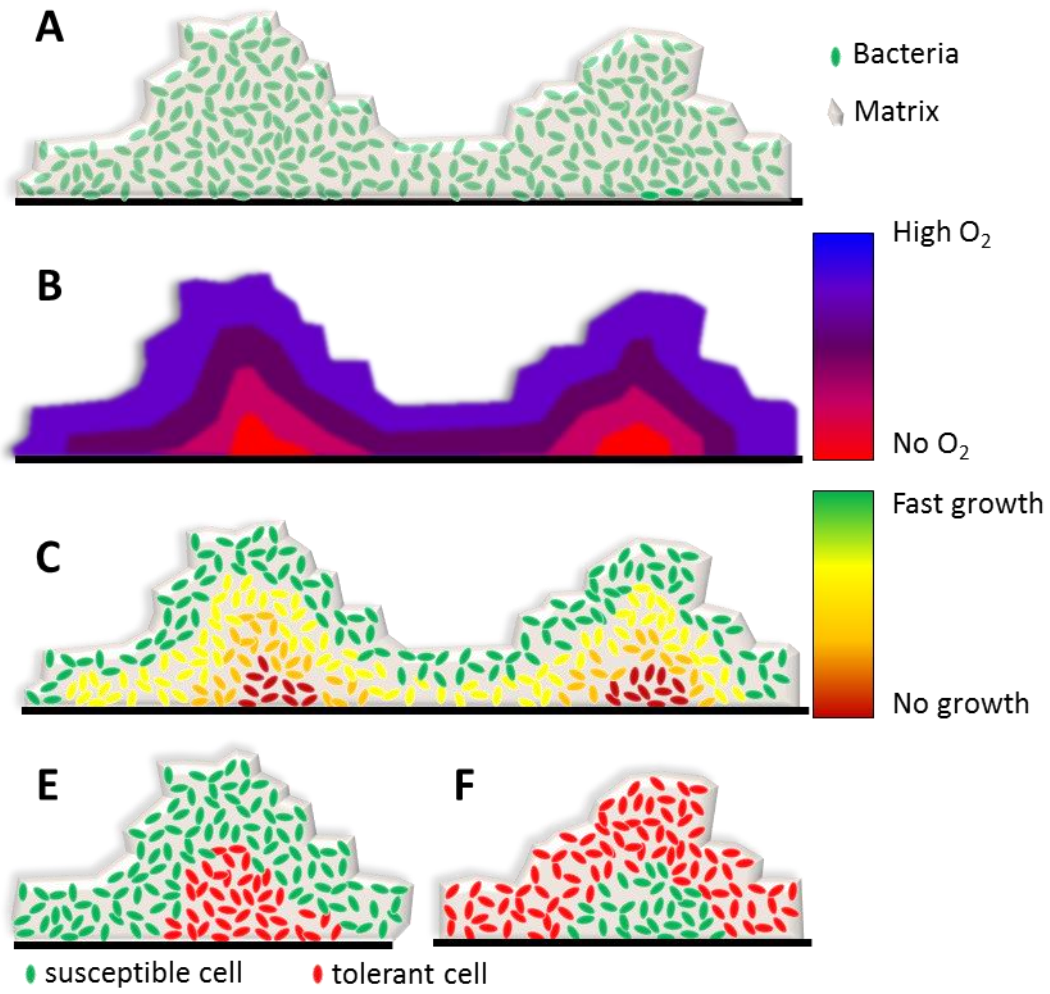 A
Bacteria
Matrix
B
High O₂
No O₂
C
Fast growth
No growth
E
F
susceptible cell
tolerant cell